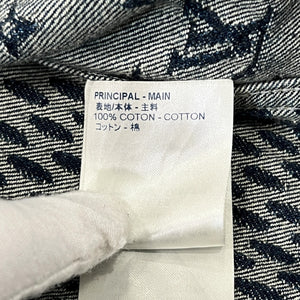 PRINCIPAL - MAIN
表地/本体 - 主料
100% COTON - COTTON
コットン - 棉